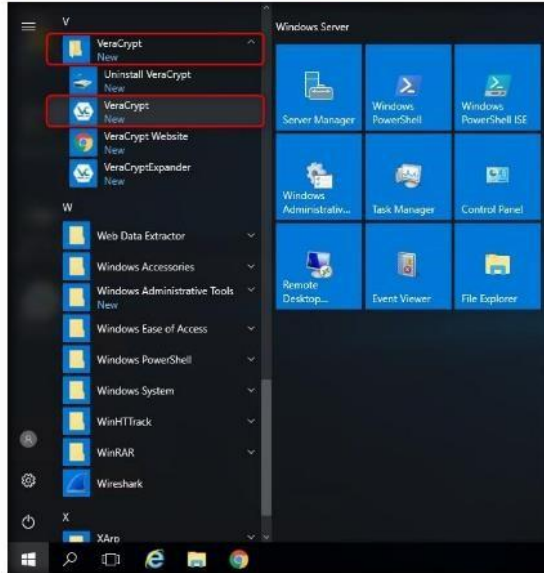 V
VeraCrypt
New
Uninstall VeraCrypt
New
VeraCrypt
New
VeraCrypt Website
New
VeraCryptExpander
New
W
Web Data Extractor
Windows Accessories
Windows Administrative Tools
New
Windows Ease of Access
Windows PowerShell
Windows System
WinHTTrack
WinRAR
Wireshark
X
XArp
Windows Server
Server Manager
Windows
PowerShell
Windows
PowerShell ISE
Windows
Administrativ...
Task Manager
Control Panel
Remote
Desktop...
Event Viewer
File Explorer